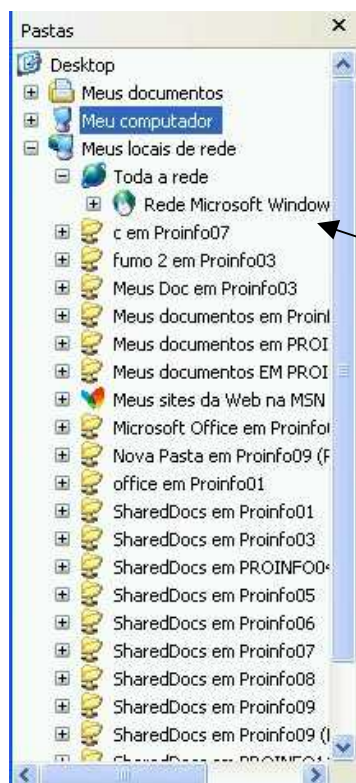 Pastas
Desktop
Meus documentos
Meu computador
Meus locais de rede
Toda a rede
Rede Microsoft Window
c em Proinfo07
fumo 2 em Proinfo03
Meus Doc em Proinfo03
Meus documentos em Proin
Meus documentos em PROI
Meus documentos EM PROI
Meus sites da Web na MSN
Microsoft Office em Proinfo
Nova Pasta em Proinfo09 (
office em Proinfo01
SharedDocs em Proinfo01
SharedDocs em Proinfo03
SharedDocs em PROINFO0
SharedDocs em Proinfo05
SharedDocs em Proinfo06
SharedDocs em Proinfo07
SharedDocs em Proinfo08
SharedDocs em Proinfo09
SharedDocs em Proinfo09 (